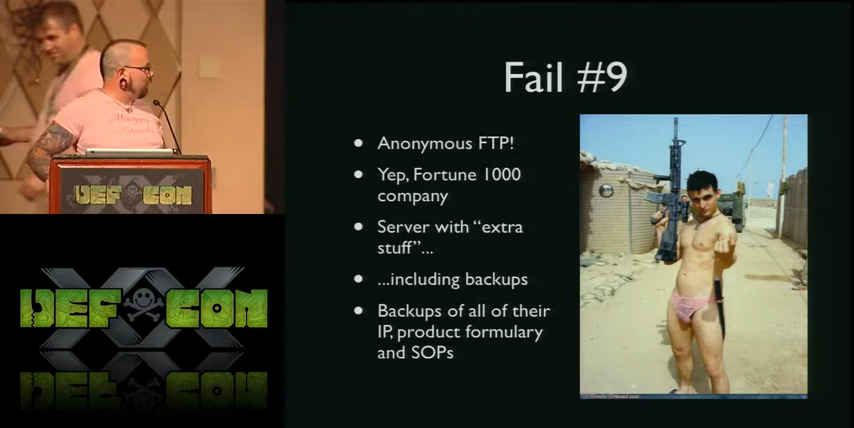 Fail #9
Anonymous FTP!
Yep, Fortune 1000
company
Server with “extra
stuff”...
...including backups
Backups of all of their
IP, product formulary
and SOPs
DEF CON
XX
DEF CON